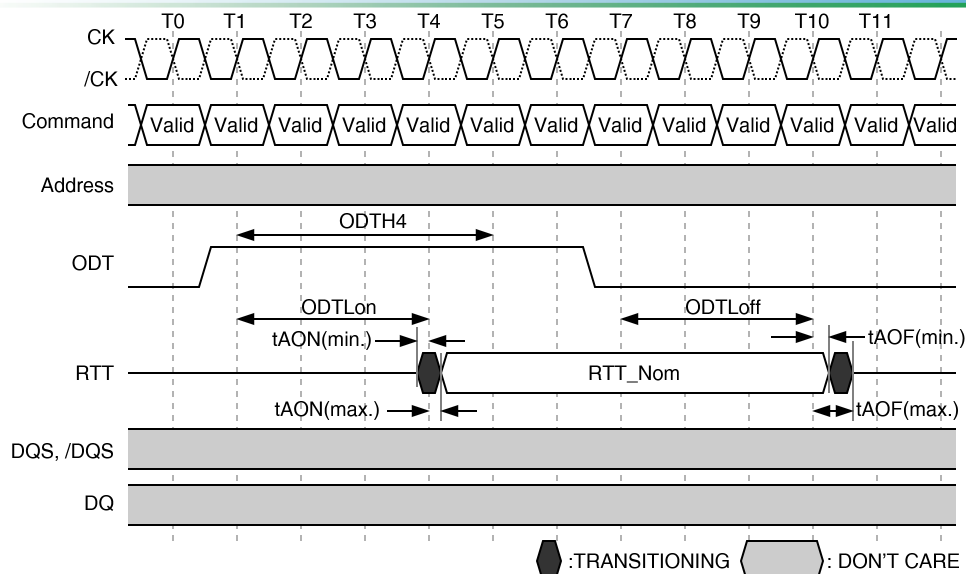 T0 T1 T2 T3 T4 T5 T6 T7 T8 T9 T10 T11
CK
/CK
Command Valid Valid Valid Valid Valid Valid Valid Valid Valid Valid Valid Valid Valid
Address
ODTH4
ODT
ODTLon ODTLoff
tAON(min.) tAOF(min.)
RTT RTT_Nom
tAON(max.) tAOF(max.)
DQS, /DQS
DQ
:TRANSITIONING : DON'T CARE